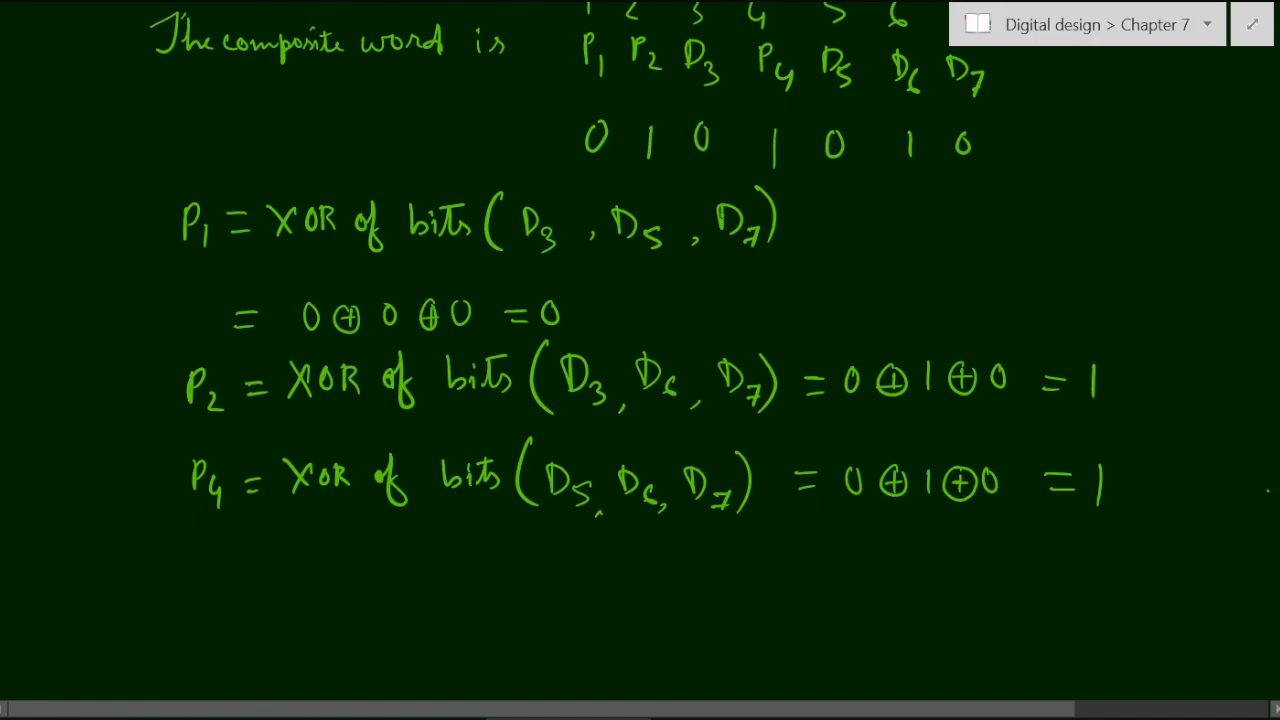 1 2 3 4 5 6
Digital design > Chapter 7
The composite word is P1 P2 D3 P4 D5 D6 D7
0 1 0 1 0 1 0
P1 = XOR of bits (D3, D5, D7)
= 0 ⊕ 0 ⊕ 0 = 0
P2 = XOR of bits (D3, D6, D7) = 0 ⊕ 1 ⊕ 0 = 1
P4 = XOR of bits (D5, D6, D7) = 0 ⊕ 1 ⊕ 0 = 1